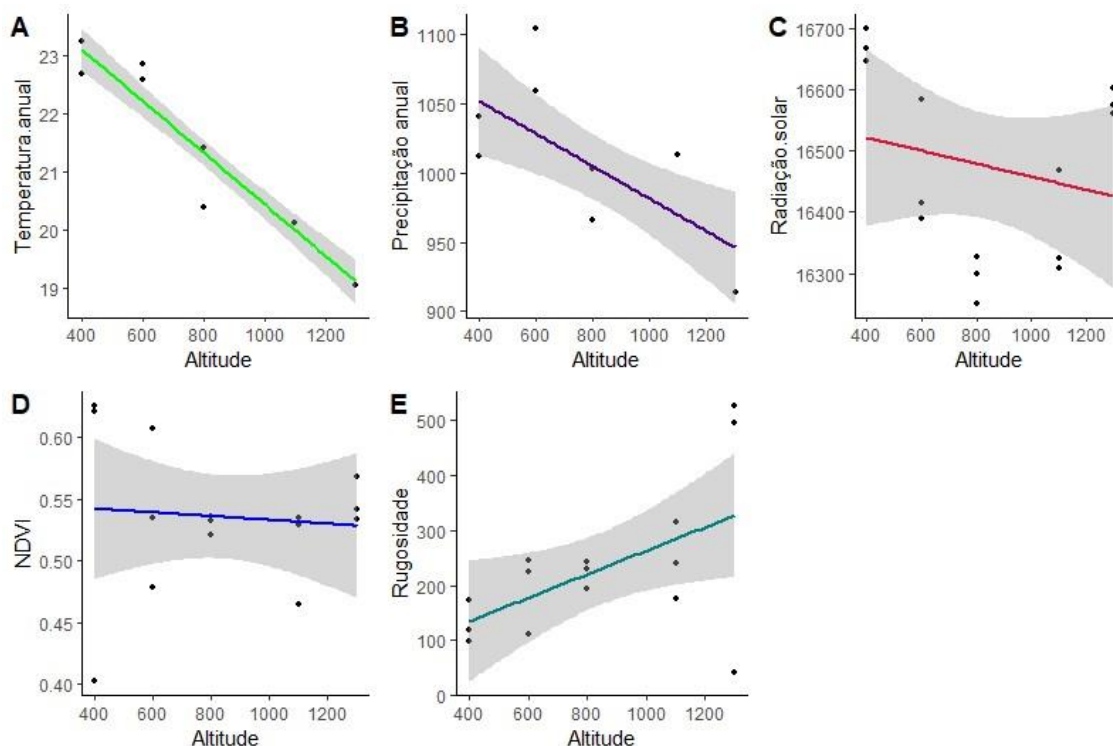 A
Temperatura.anual
23
22
21
20
19
400 600 800 1000 1200
Altitude
B
Precipitação anual
1100
1050
1000
950
900
400 600 800 1000 1200
Altitude
C
Radiação.solar
16700
16600
16500
16400
16300
400 600 800 1000 1200
Altitude
D
NDVI
0.60
0.55
0.50
0.45
0.40
400 600 800 1000 1200
Altitude
E
Rugosidade
500
400
300
200
100
0
400 600 800 1000 1200
Altitude